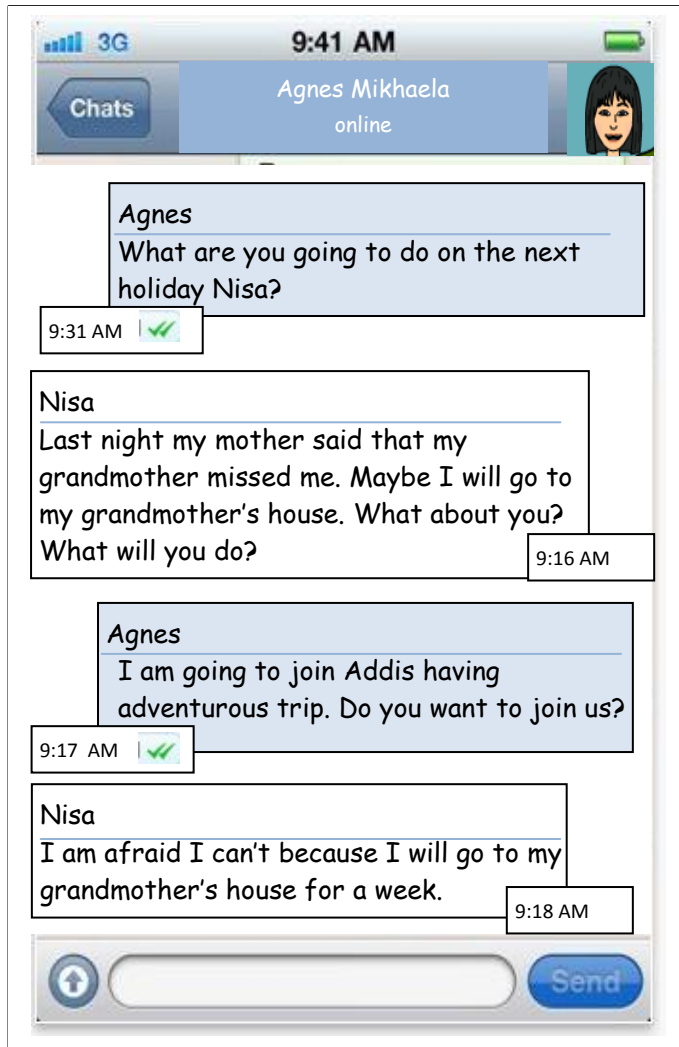 3G 9:41 AM
Chats
Agnes Mikhaela
online
Agnes
What are you going to do on the next
holiday Nisa?
9:31 AM
Nisa
Last night my mother said that my
grandmother missed me. Maybe I will go to
my grandmother's house. What about you?
What will you do?
9:16 AM
Agnes
I am going to join Addis having
adventurous trip. Do you want to join us?
9:17 AM
Nisa
I am afraid I can't because I will go to my
grandmother's house for a week.
9:18 AM
Send